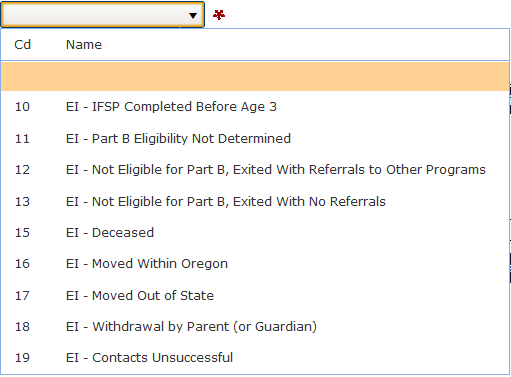 Cd Name
10 EI - IFSP Completed Before Age 3
11 EI - Part B Eligibility Not Determined
12 EI - Not Eligible for Part B, Exited With Referrals to Other Programs
13 EI - Not Eligible for Part B, Exited With No Referrals
15 EI - Deceased
16 EI - Moved Within Oregon
17 EI - Moved Out of State
18 EI - Withdrawal by Parent (or Guardian)
19 EI - Contacts Unsuccessful